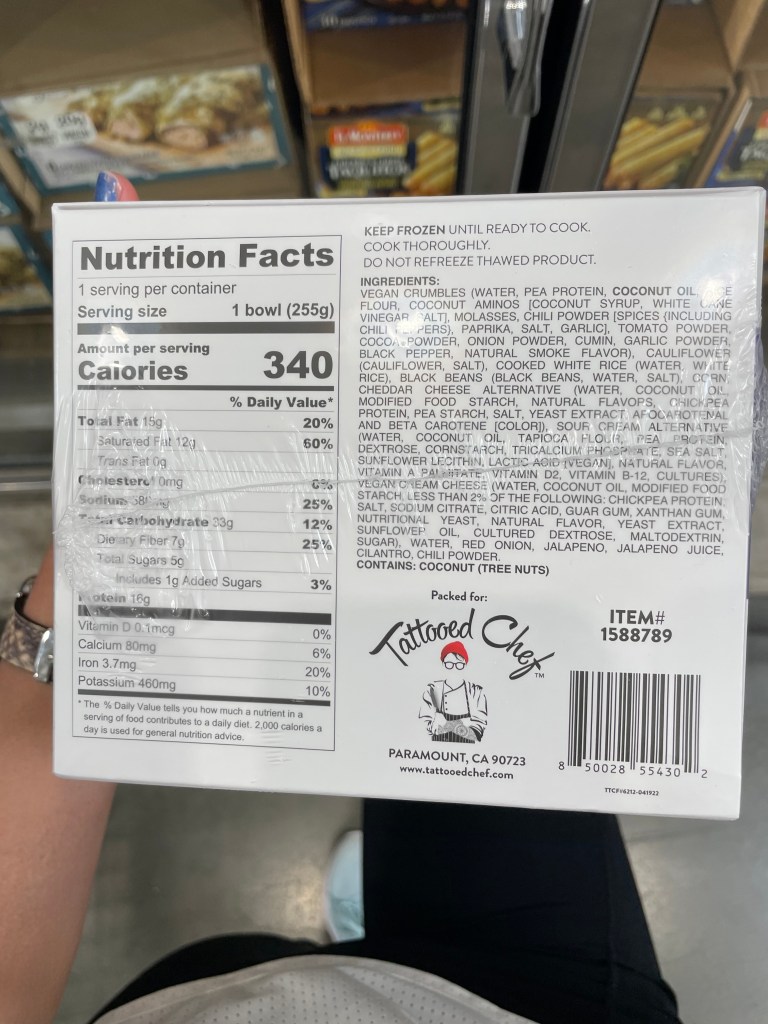 Nutrition Facts
1 serving per container
Serving size 1 bowl (255g)
Amount per serving
Calories 340
% Daily Value*
Total Fat 15g 20%
Saturated Fat 12g 60%
Trans Fat 0g
Cholesterol 0mg 0%
Sodium 25%
Total Carbohydrate 33g 12%
Dietary Fiber 7g 25%
Total Sugars 5g
Includes 1g Added Sugars 3%
Protein 16g
Vitamin D 0.1mcg 0%
Calcium 80mg 6%
Iron 3.7mg 20%
Potassium 460mg 10%
* The % Daily Value tells you how much a nutrient in a
serving of food contributes to a daily diet. 2,000 calories a
day is used for general nutrition advice.
KEEP FROZEN UNTIL READY TO COOK.
COOK THOROUGHLY.
DO NOT REFREEZE THAWED PRODUCT.
INGREDIENTS:
VEGAN CRUMBLES (WATER, PEA PROTEIN, COCONUT OIL, RICE
FLOUR, COCONUT AMINOS [COCONUT SYRUP, WHITE CANE
VINEGAR, SALT], MOLASSES, CHILI POWDER [SPICES {INCLUDING
CHILI PEPPERS}, PAPRIKA, SALT, GARLIC], TOMATO POWDER,
COCOA POWDER, ONION POWDER, CUMIN, GARLIC POWDER,
BLACK PEPPER, NATURAL SMOKE FLAVOR), CAULIFLOWER
(CAULIFLOWER, SALT), COOKED WHITE RICE (WATER, WHITE
RICE), BLACK BEANS (BLACK BEANS, WATER, SALT), CORN,
CHEDDAR CHEESE ALTERNATIVE (WATER, COCONUT OIL,
MODIFIED FOOD STARCH, NATURAL FLAVORS, CHICKPEA
PROTEIN, PEA STARCH, SALT, YEAST EXTRACT, APOCAROTENAL
AND BETA CAROTENE [COLOR]), SOUR CREAM ALTERNATIVE
(WATER, COCONUT OIL, TAPIOCA FLOUR, PEA PROTEIN,
DEXTROSE, CORNSTARCH, TRICALCIUM PHOSPHATE, SEA SALT,
SUNFLOWER LECITHIN, LACTIC ACID [VEGAN], NATURAL FLAVOR,
VITAMIN A PALMITATE, VITAMIN D2, VITAMIN B-12, CULTURES),
VEGAN CREAM CHEESE (WATER, COCONUT OIL, MODIFIED FOOD
STARCH, LESS THAN 2% OF THE FOLLOWING: CHICKPEA PROTEIN,
SALT, SODIUM CITRATE, CITRIC ACID, GUAR GUM, XANTHAN GUM,
NUTRITIONAL YEAST, NATURAL FLAVOR, YEAST EXTRACT,
SUNFLOWER OIL, CULTURED DEXTROSE, MALTODEXTRIN,
SUGAR), WATER, RED ONION, JALAPENO, JALAPENO JUICE,
CILANTRO, CHILI POWDER.
CONTAINS: COCONUT (TREE NUTS)
Packed for:
Tattooed Chef™
PARAMOUNT, CA 90723
www.tattooedchef.com
ITEM#
1588789
8 50028 55430 2
TTCF#6212-041922